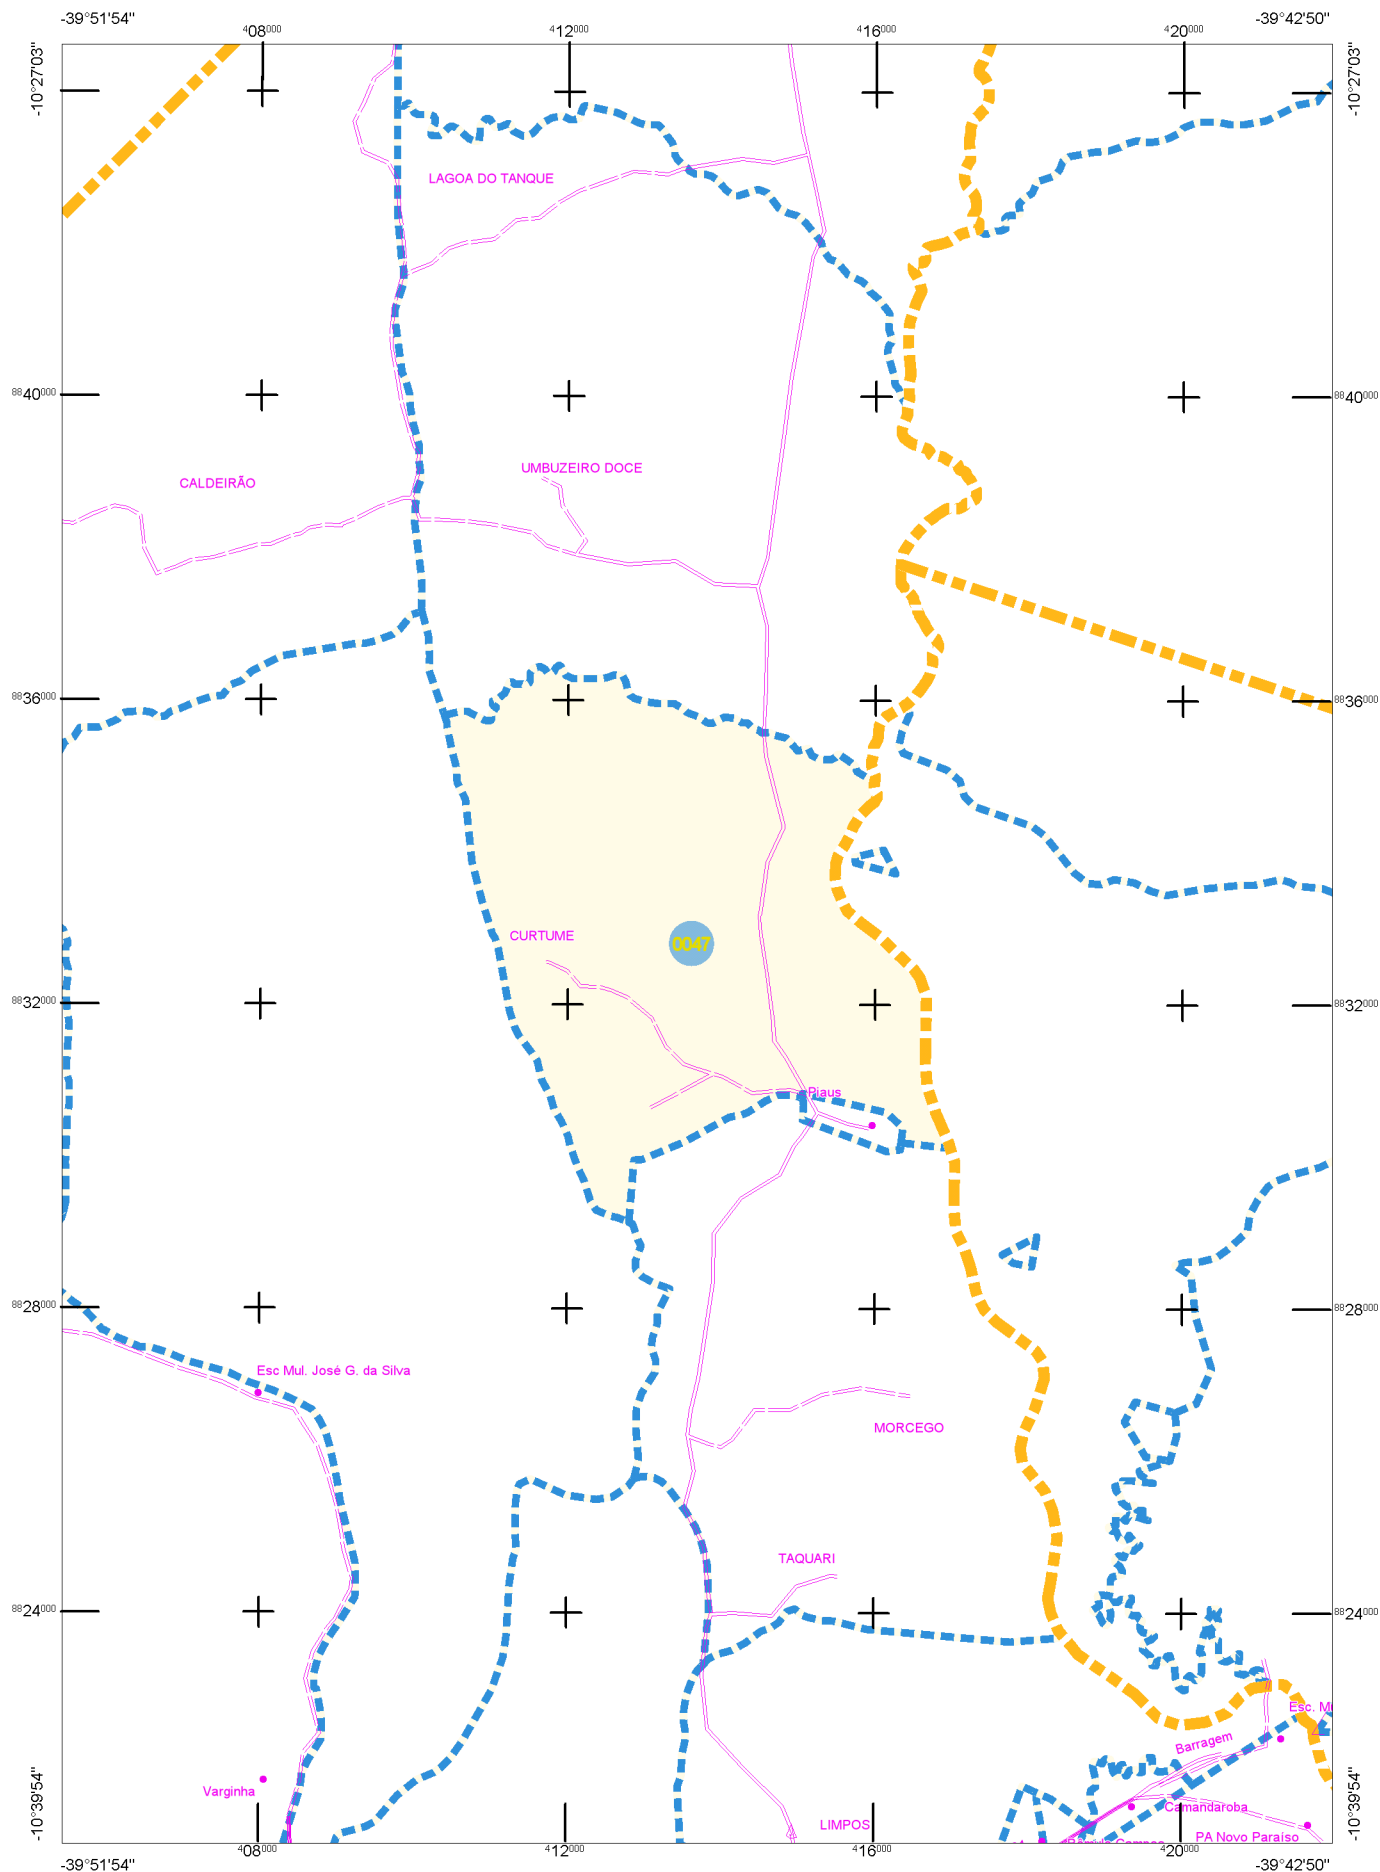 -39°51'54"
408000
412000
416000
420000
-39°42'50"
-10°27'03"
-10°27'03"
LAGOA DO TANQUE
8840000
8840000
UMBUZEIRO DOCE
CALDEIRÃO
8836000
8836000
CURTUME
0047
8832000
8832000
Piaus
8828000
8828000
Esc Mul. José G. da Silva
MORCEGO
TAQUARI
8824000
8824000
Esc. M
Barragem
-10°39'54"
-10°39'54"
Varginha
Camandaroba
LIMPOS
PA Novo Paraíso
408000
412000
416000
420000
-39°51'54"
-39°42'50"